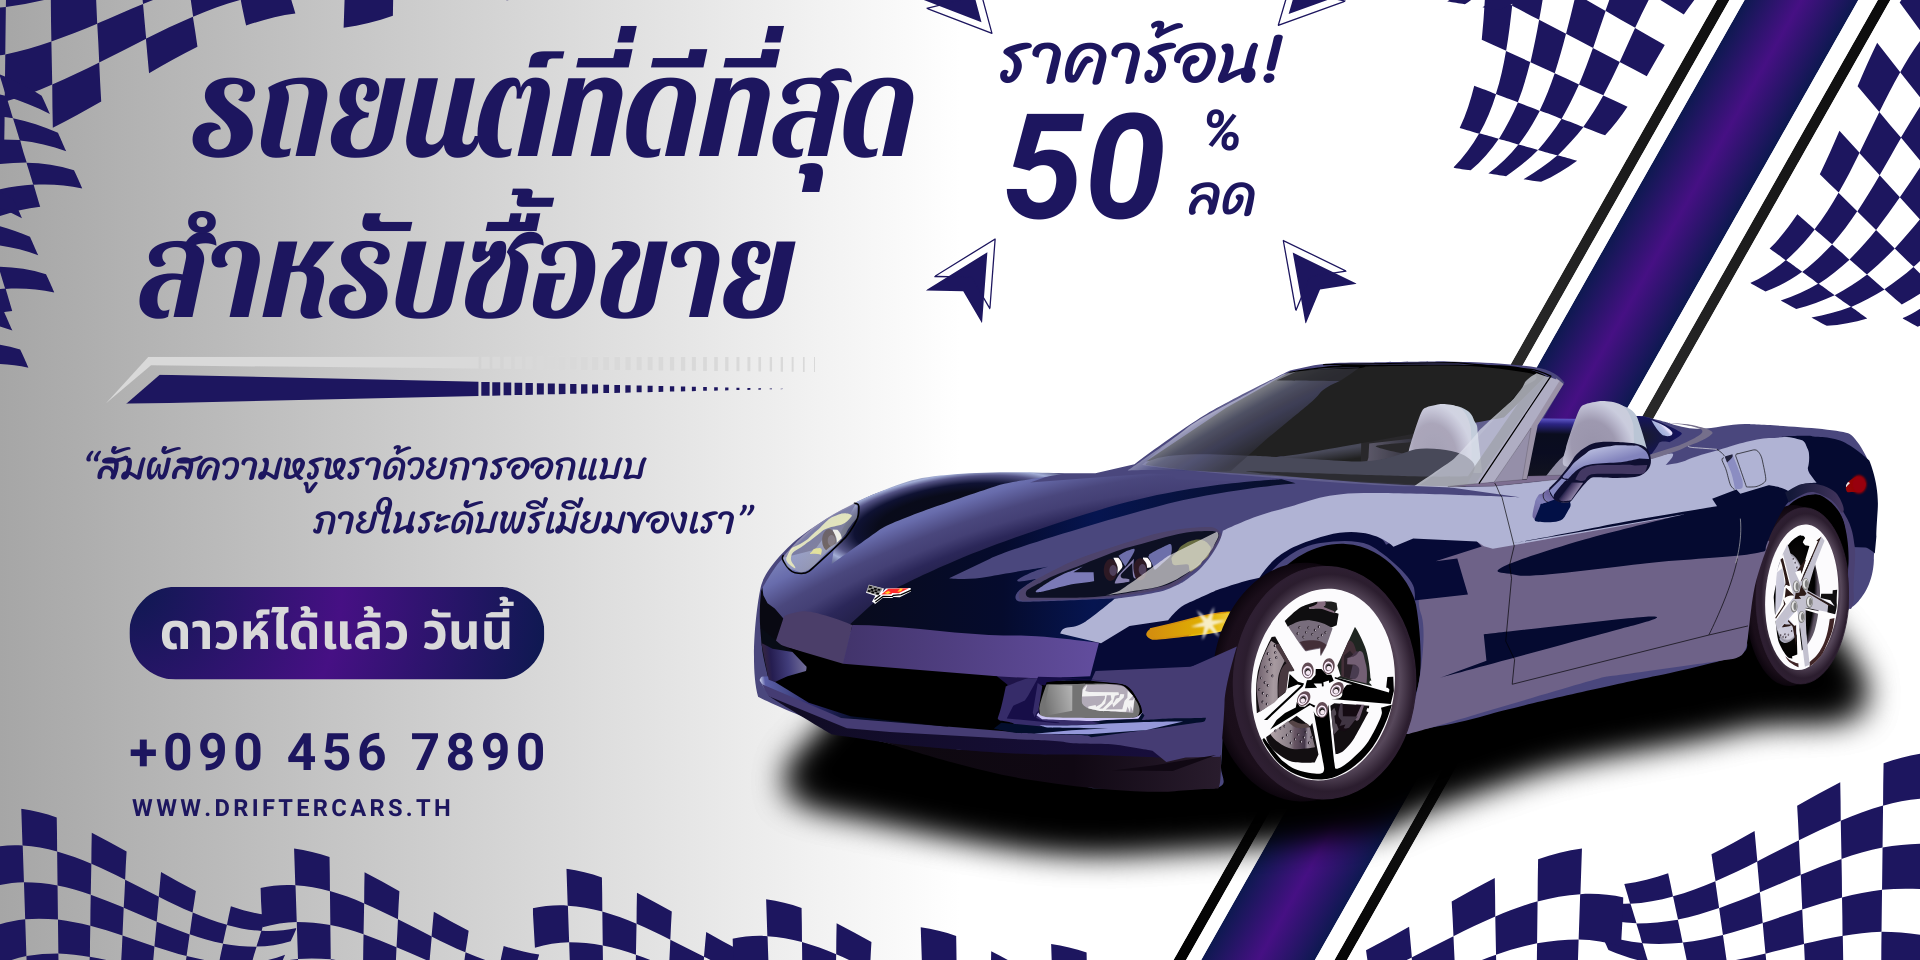 รถยนต์ที่ดีที่สุด
สำหรับซื้อขาย
“สัมผัสความหรูหราด้วยการออกแบบ
ภายในระดับพรีเมียมของเรา”
ดาวห์ได้แล้ว วันนี้
+090 456 7890
WWW.DRIFTERCARS.TH
ราคาร้อน!
50 %
ลด